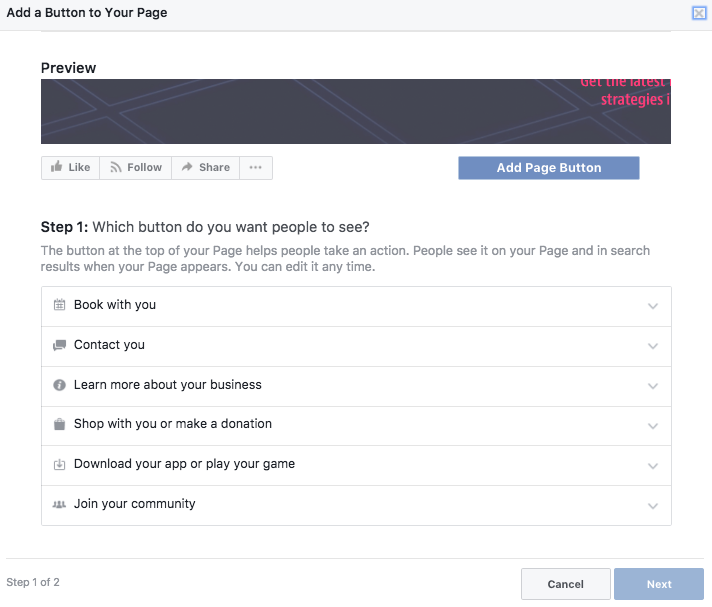 Add a Button to Your Page
Preview
Get the latest
strategies i
Like
Follow
Share
Add Page Button
Step 1: Which button do you want people to see?
The button at the top of your Page helps people take an action. People see it on your Page and in search
results when your Page appears. You can edit it any time.
Book with you
Contact you
Learn more about your business
Shop with you or make a donation
Download your app or play your game
Join your community
Step 1 of 2
Cancel
Next